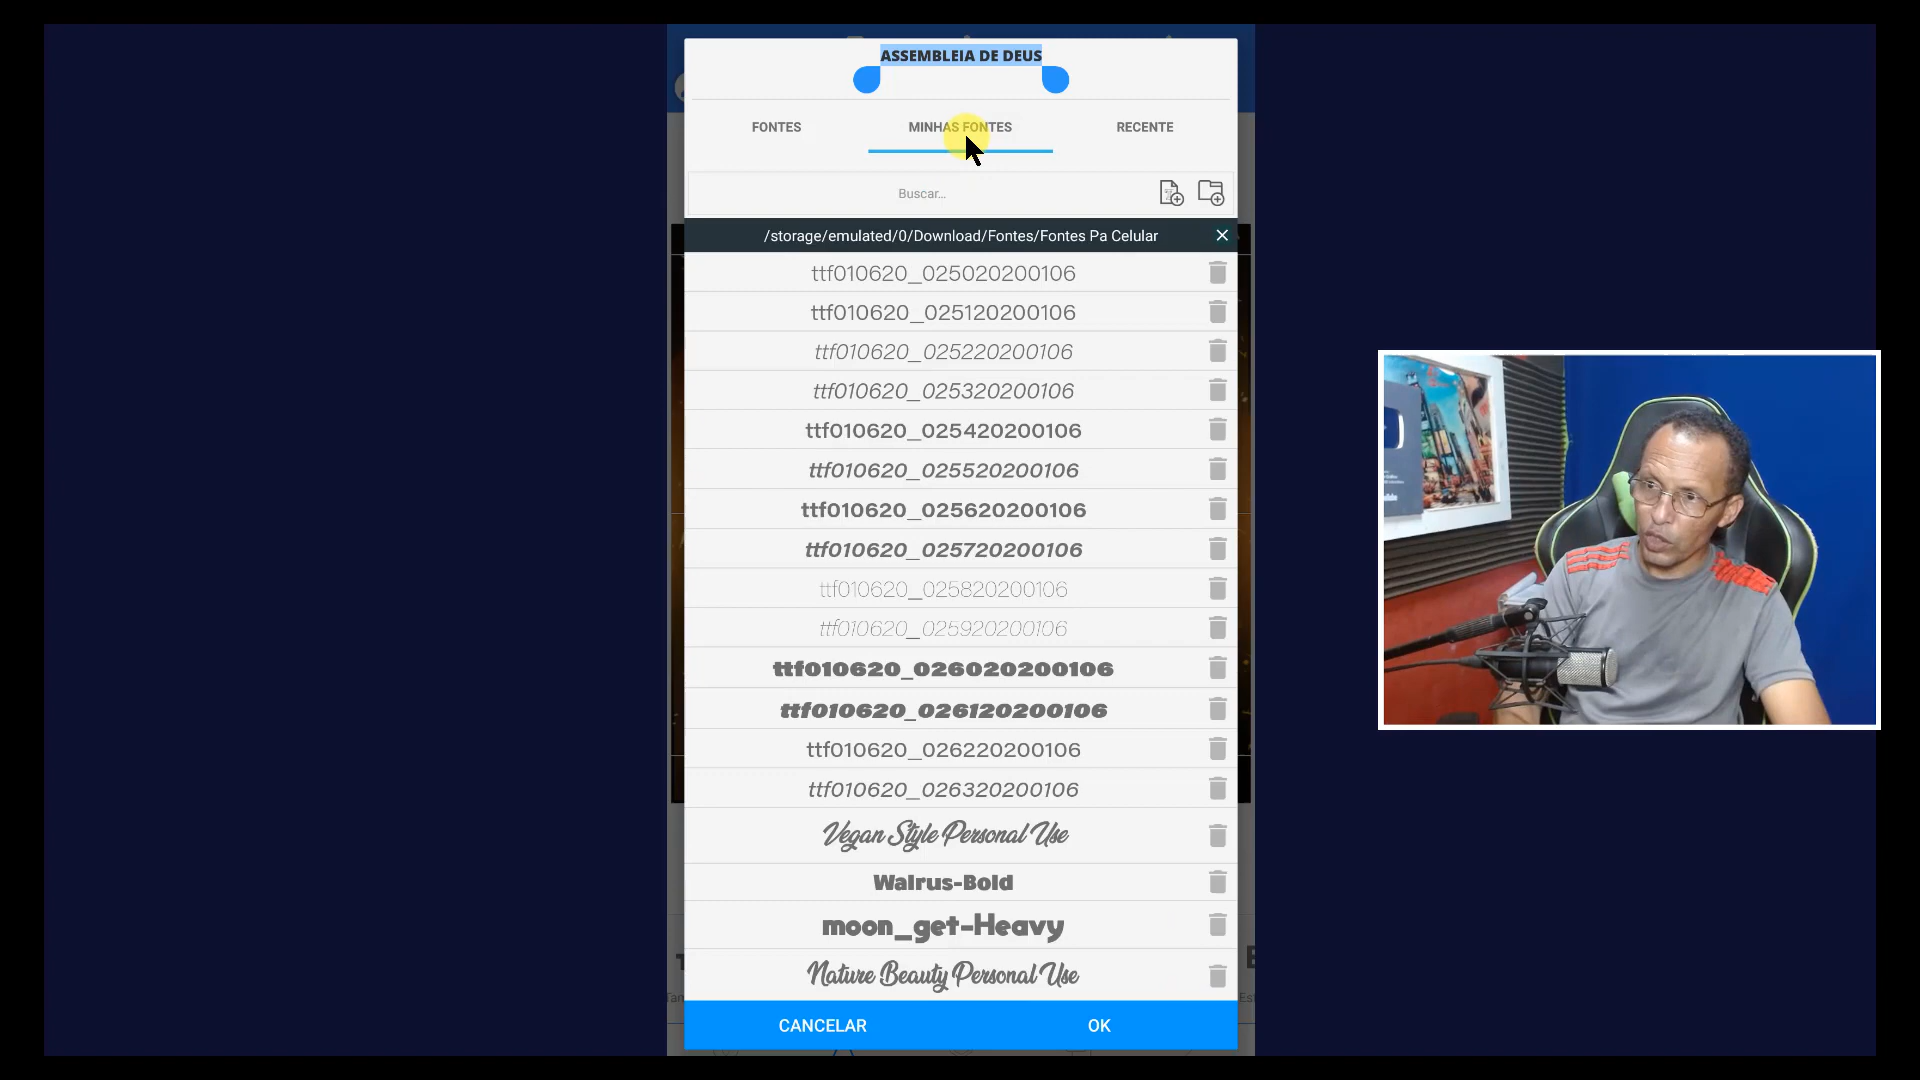 ASSEMBLEIA DE DEUS
FONTES
MINHAS FONTES
RECENTE
Buscar...
/storage/emulated/0/Download/Fontes/Fontes Pa Celular
ttf010620_025020200106
ttf010620_025120200106
ttf010620_025220200106
ttf010620_025320200106
ttf010620_025420200106
ttf010620_025520200106
ttf010620_025620200106
ttf010620_025720200106
ttf010620_025820200106
ttf010620_025920200106
ttf010620_026020200106
ttf010620_026120200106
ttf010620_026220200106
ttf010620_026320200106
Vegan Style Personal Use
Walrus-Bold
moon_get-Heavy
Nature Beauty Personal Use
CANCELAR
OK